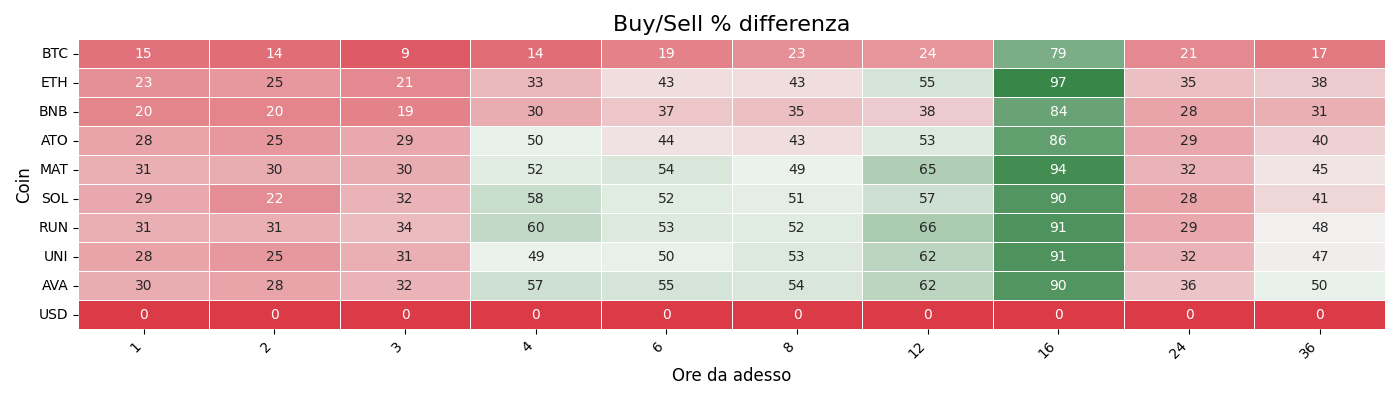 Buy/Sell % differenza
BTC 15 14 9 14 19 23 24 79 21 17
ETH 23 25 21 33 43 43 55 97 35 38
BNB 20 20 19 30 37 35 38 84 28 31
ATO 28 25 29 50 44 43 53 86 29 40
MAT 31 30 30 52 54 49 65 94 32 45
SOL 29 22 32 58 52 51 57 90 28 41
RUN 31 31 34 60 53 52 66 91 29 48
UNI 28 25 31 49 50 53 62 91 32 47
AVA 30 28 32 57 55 54 62 90 36 50
USD 0 0 0 0 0 0 0 0 0 0
Coin
1 2 3 4 6 8 12 16 24 36
Ore da adesso